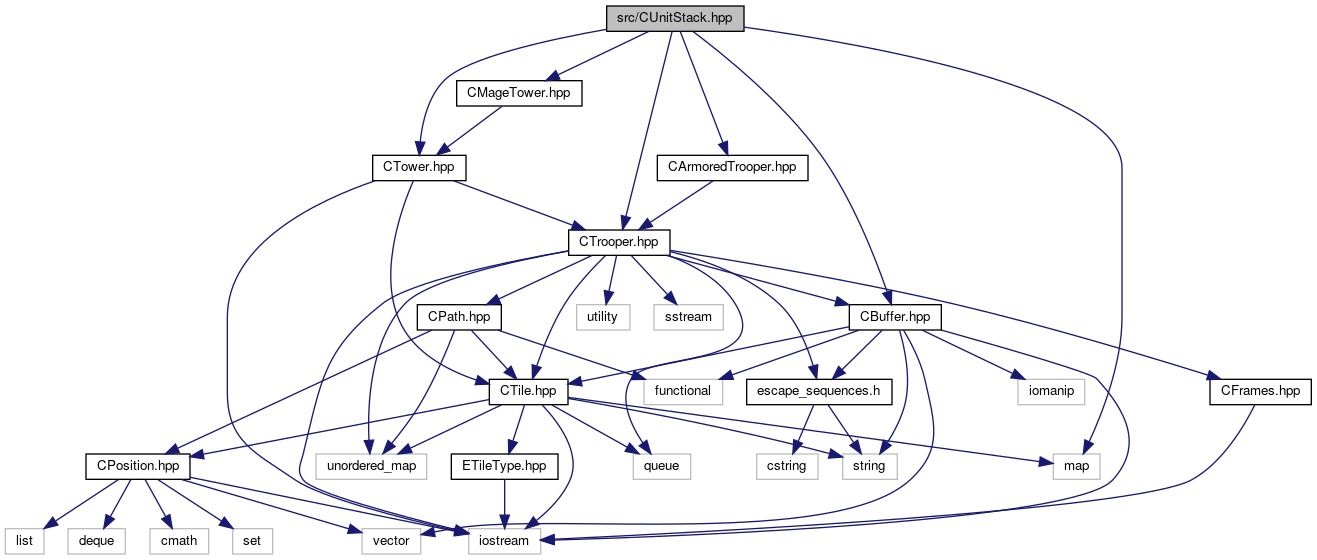 src/CUnitStack.hpp
CMageTower.hpp
CTower.hpp
CArmoredTrooper.hpp
CTrooper.hpp
CPath.hpp
utility
sstream
CBuffer.hpp
CTile.hpp
functional
escape_sequences.h
iomanip
CFrames.hpp
CPosition.hpp
unordered_map
ETileType.hpp
queue
cstring
string
map
list
deque
cmath
set
vector
iostream